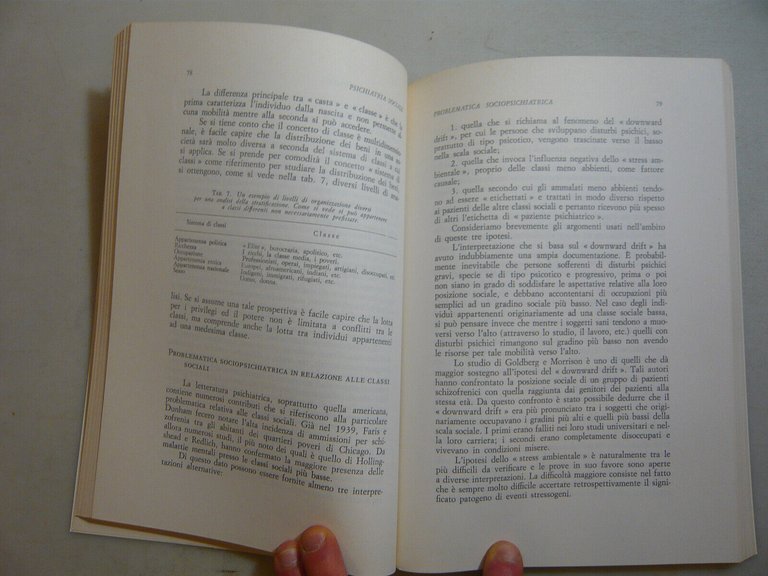 78
PSICHIATRIA SOCIALE
La differenza principale tra « casta » e « classe » è che la
prima caratterizza l'individuo dalla nascita e non permette al-
cuna mobilità mentre alla seconda si può accedere.
Se si tiene conto che il concetto di classe è multidimensio-
nale, è facile capire che la distribuzione dei beni in una so-
cietà sarà molto diversa a seconda del sistema di classi a cui
si applica. Se si prende per comodità il concetto « sistema di
classi » come riferimento per studiare la distribuzione dei beni,
si ottengono, come si vede nella tab. 7, diversi livelli di ana-
TAB. 7. Un esempio di livelli di organizzazione diversi
per una analisi della stratificazione. Come si vede si può appartenere
a classi differenti non necessariamente prefissate.
Sistema di classi
Classe
Appartenenza politica
« Elite », burocrazia, apolitico, etc.
Ricchezza
I ricchi, la classe media, i poveri.
Occupazione
Professionisti, operai, impiegati, artigiani, disoccupati, etc.
Appartenenza etnica
Europei, afroamericani, indiani, etc.
Appartenenza nazionale
Indigeni, immigrati, rifugiati, etc.
Sesso
Uomo, donna.
lisi. Se si assume una tale prospettiva è facile capire che la lotta
per i privilegi ed il potere non è limitata a conflitti tra le
classi, ma comprende anche la lotta tra individui appartenenti
ad una medesima classe.
PROBLEMATICA SOCIOPSICHIATRICA IN RELAZIONE ALLE CLASSI
SOCIALI
La letteratura psichiatrica, soprattutto quella americana,
contiene numerosi contributi che si riferiscono alla particolare
problematica relativa alle classi sociali. Già nel 1939, Faris e
Dunham fecero notare l'alta incidenza di ammissioni per schi-
zofrenia tra gli abitanti dei quartieri poveri di Chicago. Da
allora numerosi studi, il più noto dei quali è quello di Holling-
shead e Redlich, hanno confermato la maggiore presenza delle
malattie mentali presso le classi sociali più basse.
Di questo dato possono essere fornite almeno tre interpre-
tazioni alternative:
PROBLEMATICA SOCIOPSICHIATRICA
79
1. quella che si richiama al fenomeno del « downward
drift », per cui le persone che sviluppano disturbi psichici, so-
prattutto di tipo psicotico, vengono trascinate verso il basso
nella scala sociale;
2. quella che invoca l'influenza negativa dello « stress am-
bientale », proprio delle classi meno abbienti, come fattore
causale;
3. quella secondo cui gli ammalati meno abbienti tendo-
no ad essere « etichettati » e trattati in modo diverso rispetto
ai pazienti delle altre classi sociali e pertanto ricevono più spesso
di altri l'etichetta di « paziente psichiatrico ».
Consideriamo brevemente gli argomenti usati nell'ambito
di queste tre ipotesi.
L'interpretazione che si basa sul « downward drift » ha
avuto indubbiamente una ampia documentazione. È probabil-
mente inevitabile che persone sofferenti di disturbi psichici
gravi, specie se di tipo psicotico e progressivo, prima o poi
non siano in grado di soddisfare le aspettative relative alla loro
posizione sociale, e debbano accontentarsi di occupazioni più
semplici ad un gradino sociale più basso. Nel caso degli indi-
vidui appartenenti originariamente ad una classe sociale bassa,
si può pensare invece che mentre i soggetti sani tendono a muo-
versi verso l'alto (attraverso lo studio, il lavoro, etc.) quelli con
disturbi psichici rimangono sul gradino più basso non avendo
le risorse per tale mobilità verso l'alto.
Lo studio di Goldberg e Morrison è uno di quelli che dà
maggior sostegno all'ipotesi del « downward drift ». Tali autori
hanno confrontato la posizione sociale di un gruppo di pazienti
schizofrenici con quella raggiunta dai genitori di altri alla
stessa età. Da questo confronto è stato possibile dedurre che il
« downward drift » era più pronunciato tra i soggetti che origi-
nariamente occupavano i gradini più alti e quelli più bassi della
scala sociale. I primi erano falliti nei loro studi universitari e nel-
la loro carriera; i secondi erano completamente disoccupati e
vivevano in condizioni misere.
L'ipotesi dello « stress ambientale » è naturalmente tra le
più difficili da verificare e le prove in suo favore sono aperte
a diverse interpretazioni. La difficoltà maggiore consiste nel fatto
che è sempre molto difficile accertare retrospettivamente il signi-
ficato patogeno di eventi stressogeni.